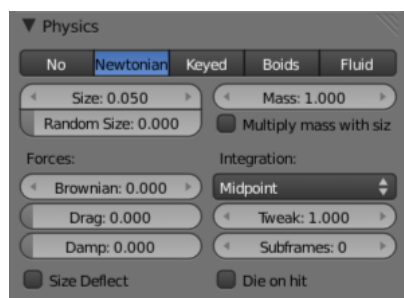 Physics
No Newtonian Keyed Boids Fluid
Size: 0.050 Mass: 1.000
Random Size: 0.000 Multiply mass with siz
Forces: Integration:
Brownian: 0.000 Midpoint
Drag: 0.000 Tweak: 1.000
Damp: 0.000 Subframes: 0
Size Deflect Die on hit